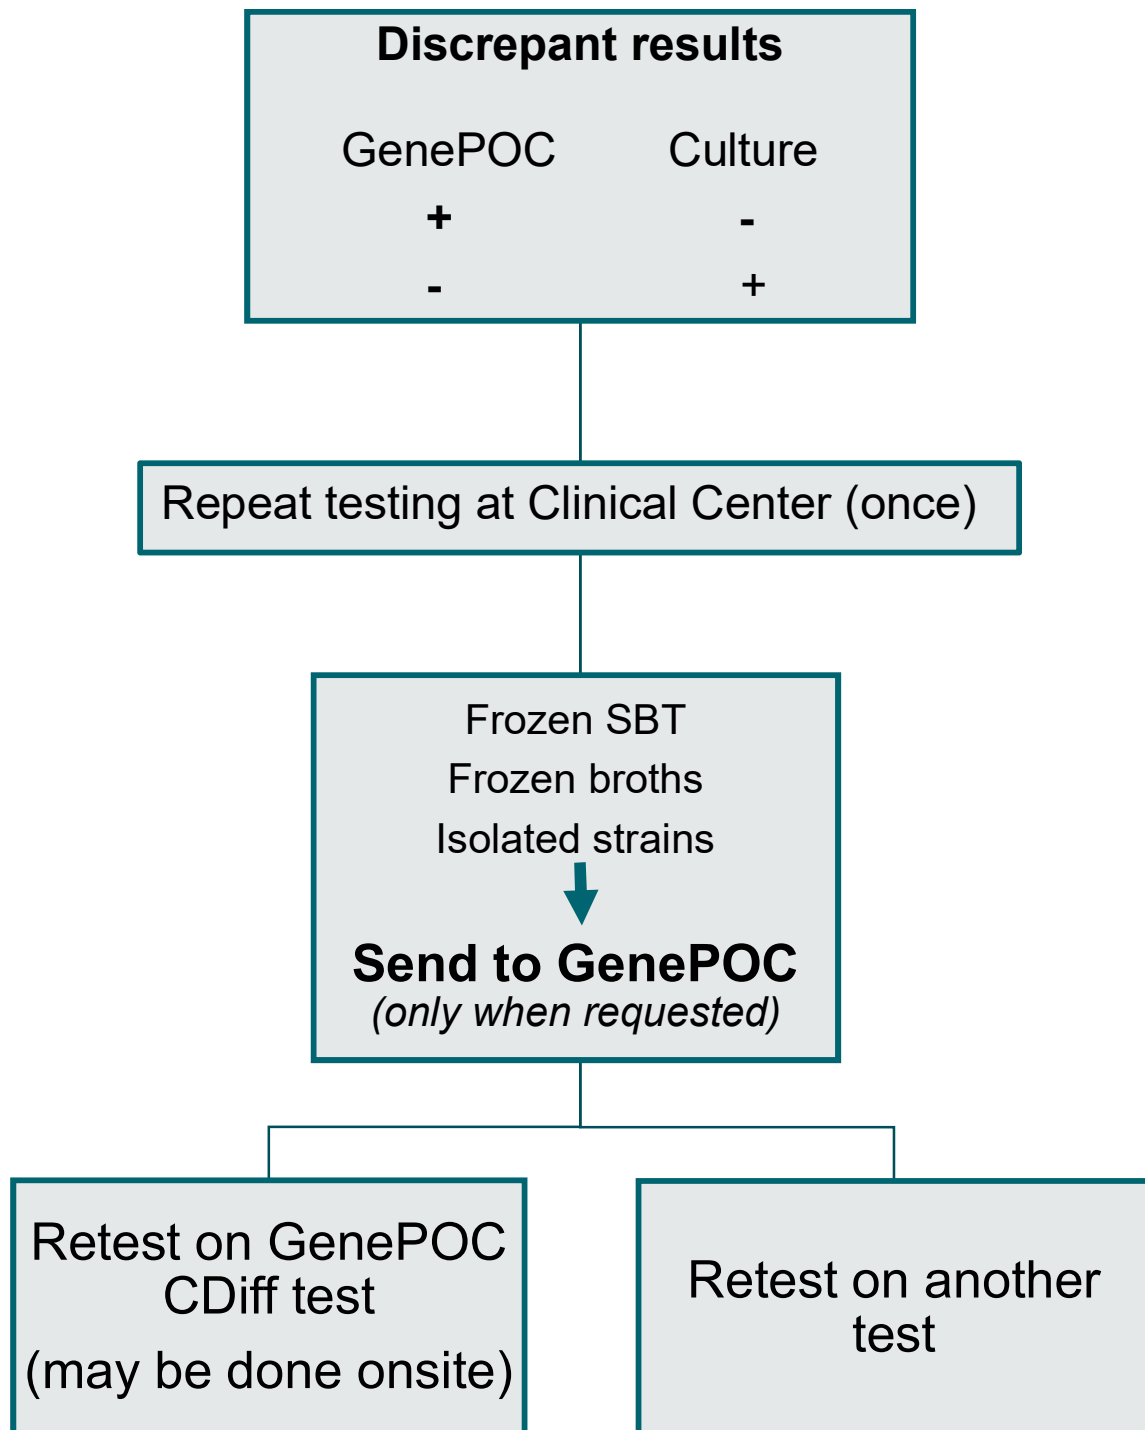 Discrepant results
GenePOC Culture
+ -
- +
Repeat testing at Clinical Center (once)
Frozen SBT
Frozen broths
Isolated strains
Send to GenePOC
(only when requested)
Retest on GenePOC
CDiff test
(may be done onsite)
Retest on another
test